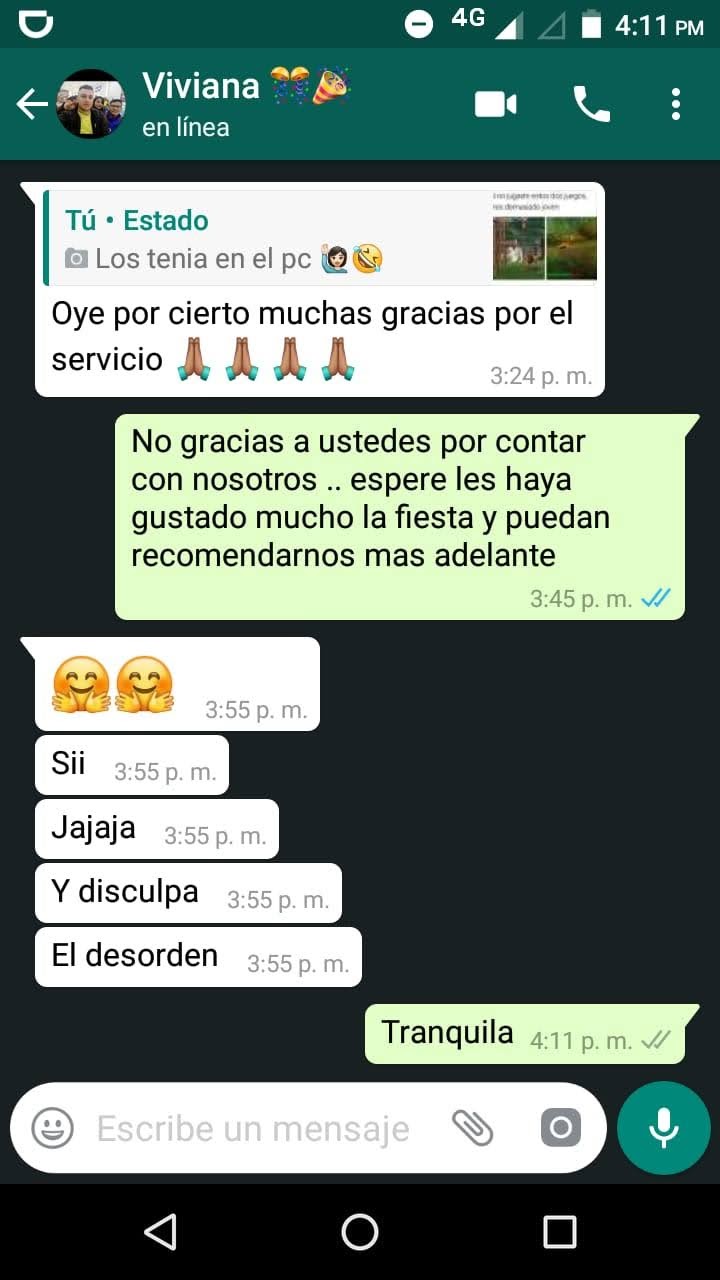 4G
4:11 PM
Viviana
en línea
Tú • Estado
Los tenia en el pc 🙋🏻‍♀️🤣
Oye por cierto muchas gracias por el
servicio 🙏🏽🙏🏽🙏🏽🙏🏽
3:24 p. m.
No gracias a ustedes por contar
con nosotros .. espere les haya
gustado mucho la fiesta y puedan
recomendarnos mas adelante
3:45 p. m.
🤗🤗 3:55 p. m.
Sii 3:55 p. m.
Jajaja 3:55 p. m.
Y disculpa 3:55 p. m.
El desorden 3:55 p. m.
Tranquila 4:11 p. m.
Escribe un mensaje